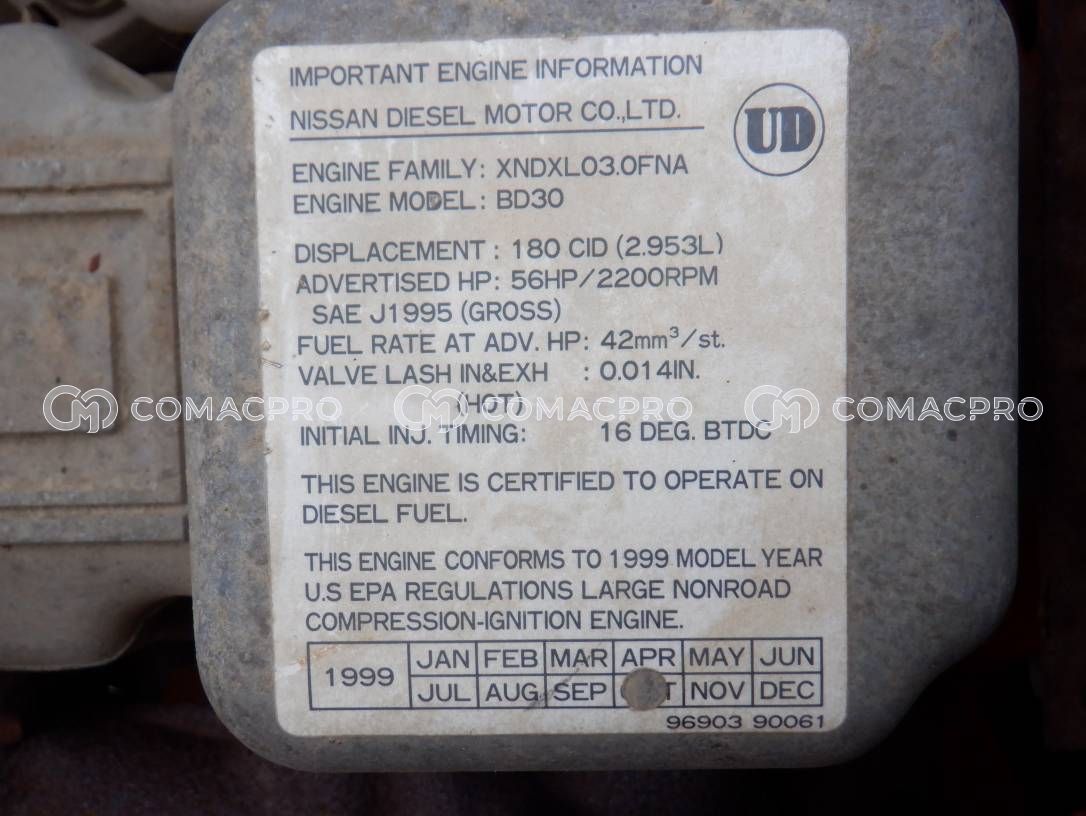 IMPORTANT ENGINE INFORMATION
NISSAN DIESEL MOTOR CO.,LTD.
UD
ENGINE FAMILY: XNDXL03.0FNA
ENGINE MODEL: BD30
DISPLACEMENT : 180 CID (2.953L)
ADVERTISED HP: 56HP/2200RPM
SAE J1995 (GROSS)
FUEL RATE AT ADV. HP: 42mm³/st.
VALVE LASH IN&EXH : 0.014IN.
(HOT)
COMACPRO COMACPRO COMACPRO
INITIAL INJ. TIMING: 16 DEG. BTDC
THIS ENGINE IS CERTIFIED TO OPERATE ON
DIESEL FUEL.
THIS ENGINE CONFORMS TO 1999 MODEL YEAR
U.S EPA REGULATIONS LARGE NONROAD
COMPRESSION-IGNITION ENGINE.
1999 JAN FEB MAR APR MAY JUN
JUL AUG SEP NOV DEC
96903 90061